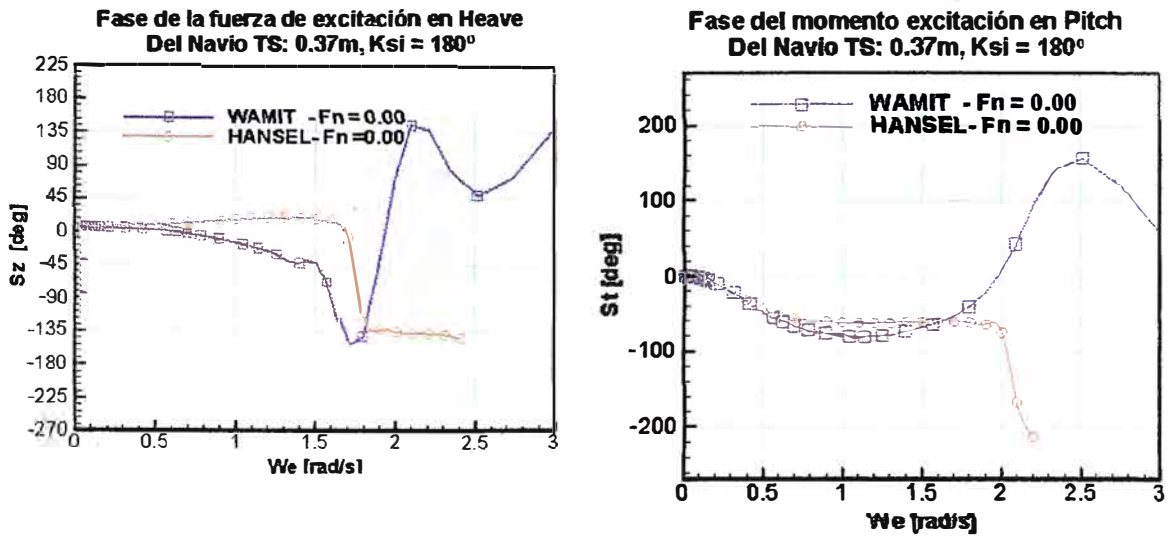 Fase de la fuerza de excitación en Heave
Del Navio TS: 0.37m, Ksi = 180º
225
180
135
90
45
0
-45
-90
-135
-180
-225
-270
WAMIT - Fn = 0.00
HANSEL- Fn = 0.00
Sz [deg]
0 0.5 1 1.5 2 2.5 3
We [rad/s]
Fase del momento excitación en Pitch
Del Navio TS: 0.37m, Ksi = 180º
200
100
0
-100
-200
WAMIT - Fn = 0.00
HANSEL- Fn = 0.00
St [deg]
0 0.5 1 1.5 2 2.5 3
We [rad/s]